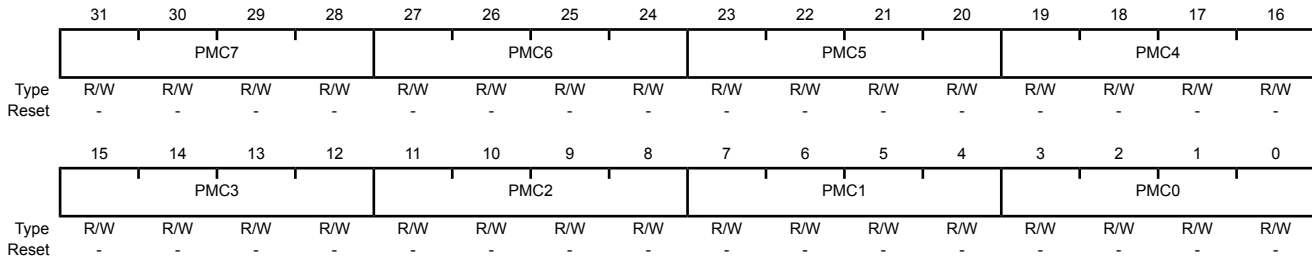 31 30 29 28 27 26 25 24 23 22 21 20 19 18 17 16
PMC7 PMC6 PMC5 PMC4
Type R/W R/W R/W R/W R/W R/W R/W R/W R/W R/W R/W R/W R/W R/W R/W R/W
Reset - - - - - - - - - - - - - - - -
15 14 13 12 11 10 9 8 7 6 5 4 3 2 1 0
PMC3 PMC2 PMC1 PMC0
Type R/W R/W R/W R/W R/W R/W R/W R/W R/W R/W R/W R/W R/W R/W R/W R/W
Reset - - - - - - - - - - - - - - - -